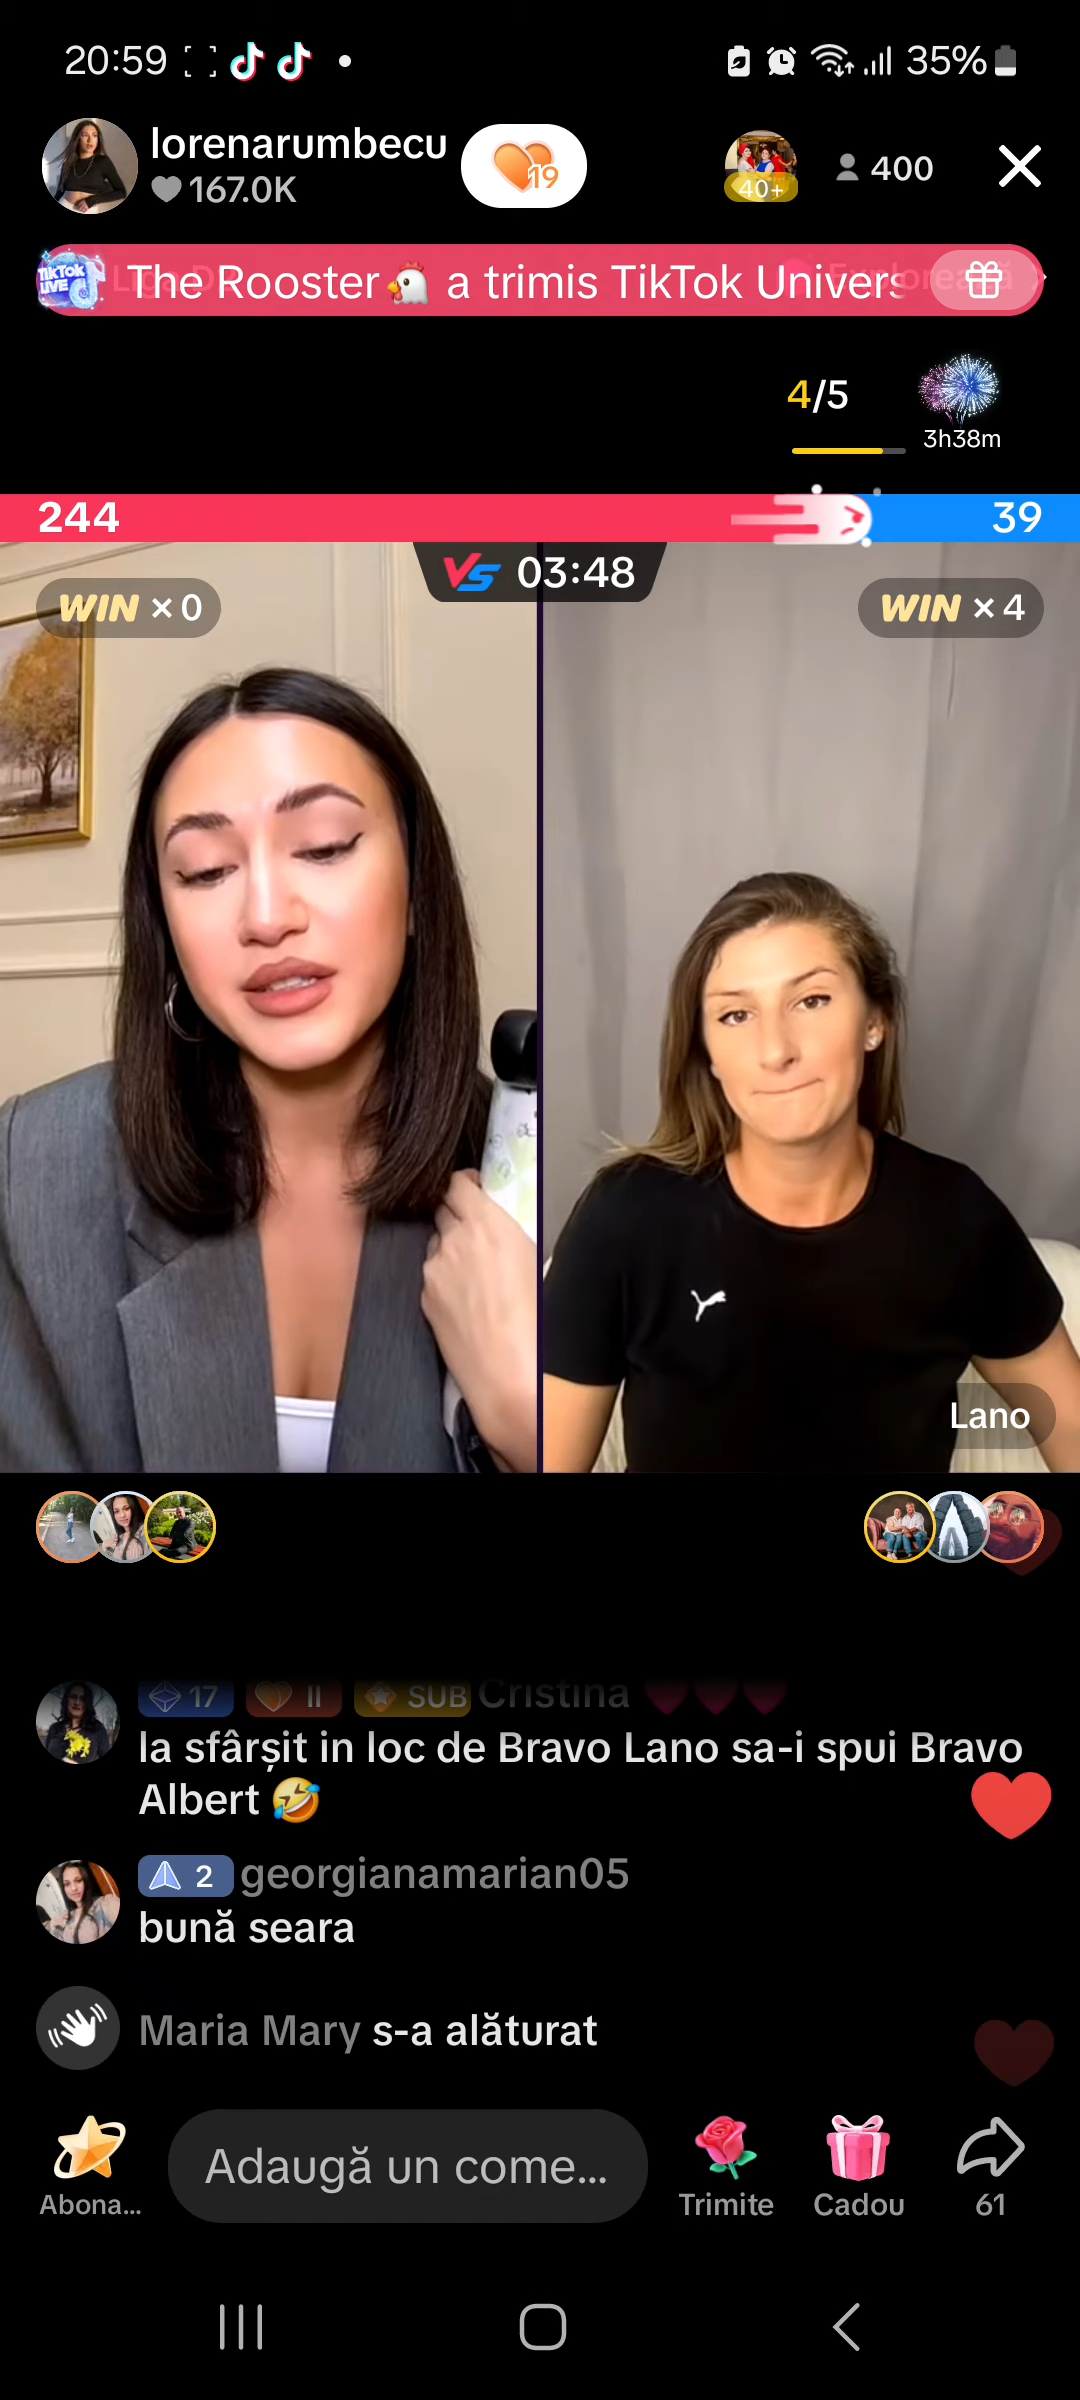 20:59
35%
lorenarumbecu
167.0K
19
40+
400
The Rooster🐔 a trimis TikTok Univers
4/5
3h38m
244
39
VS 03:48
WIN ×0
WIN ×4
Lano
17 II SUB Cristina
la sfârșit in loc de Bravo Lano sa-i spui Bravo
Albert 🤣
2 georgianamarian05
bună seara
Maria Mary s-a alăturat
Abona...
Adaugă un come...
Trimite
Cadou
61